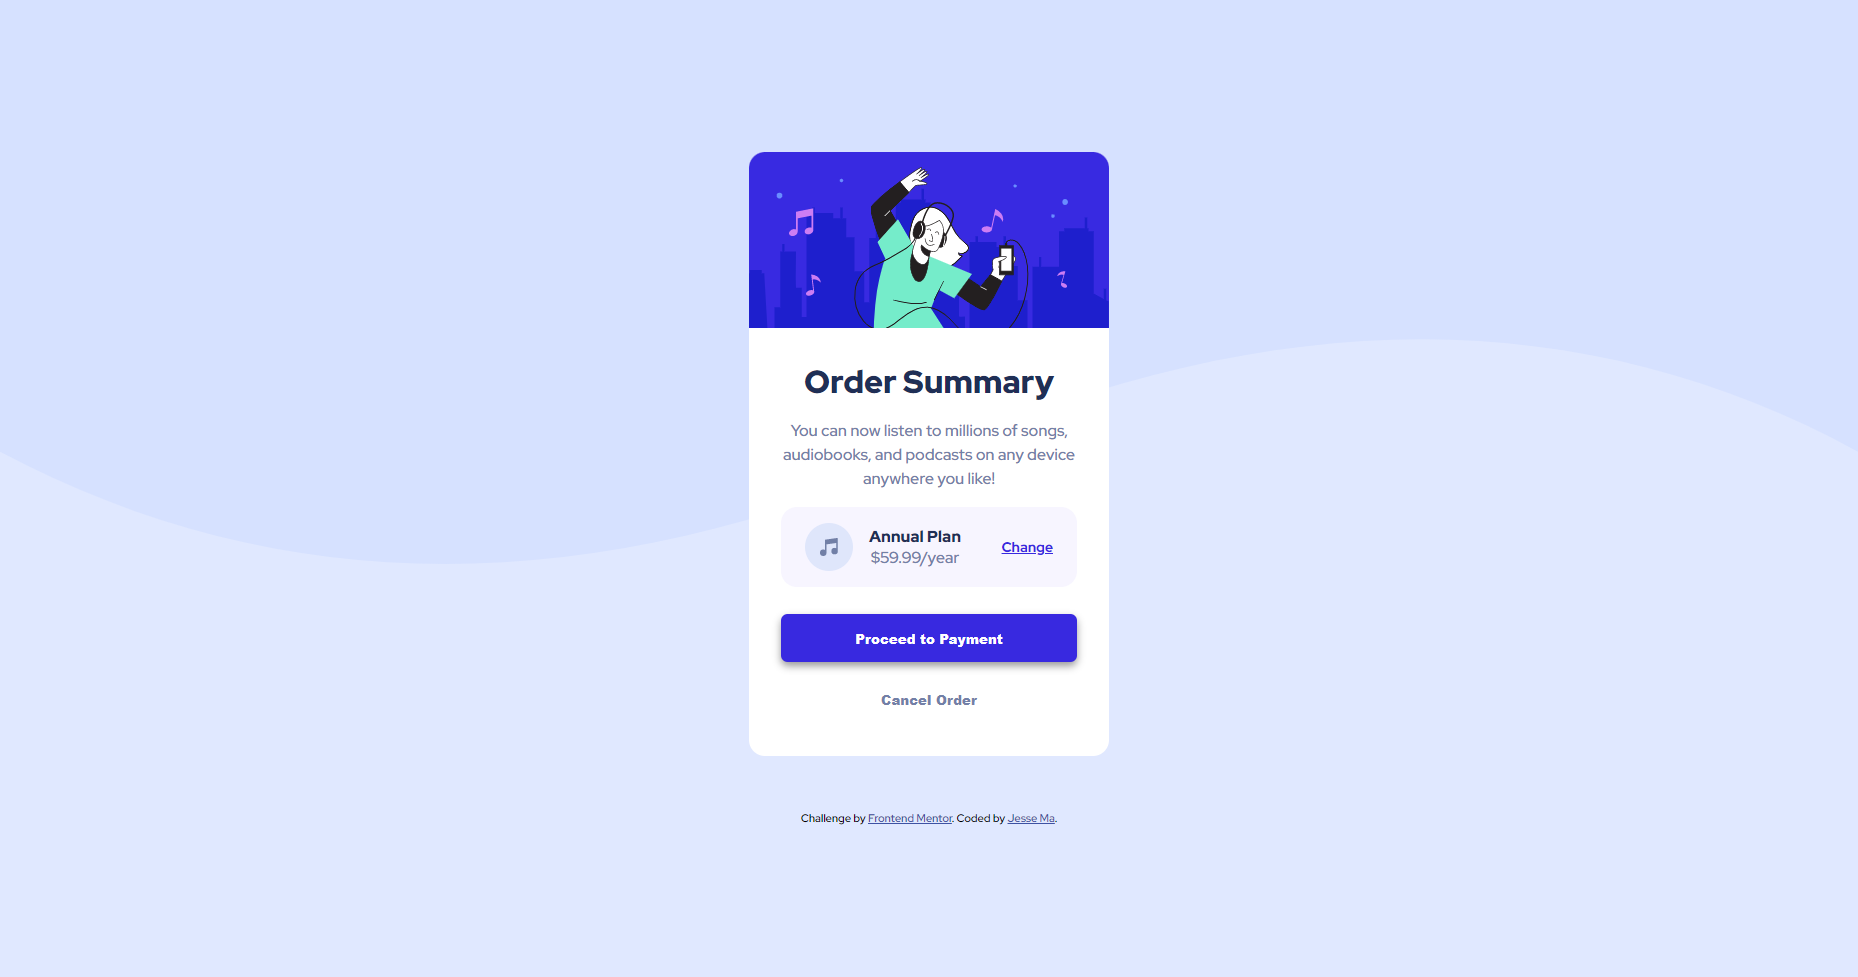 Order Summary
You can now listen to millions of songs,
audiobooks, and podcasts on any device
anywhere you like!
Annual Plan
$59.99/year
Change
Proceed to Payment
Cancel Order
Challenge by Frontend Mentor. Coded by Jesse Ma.